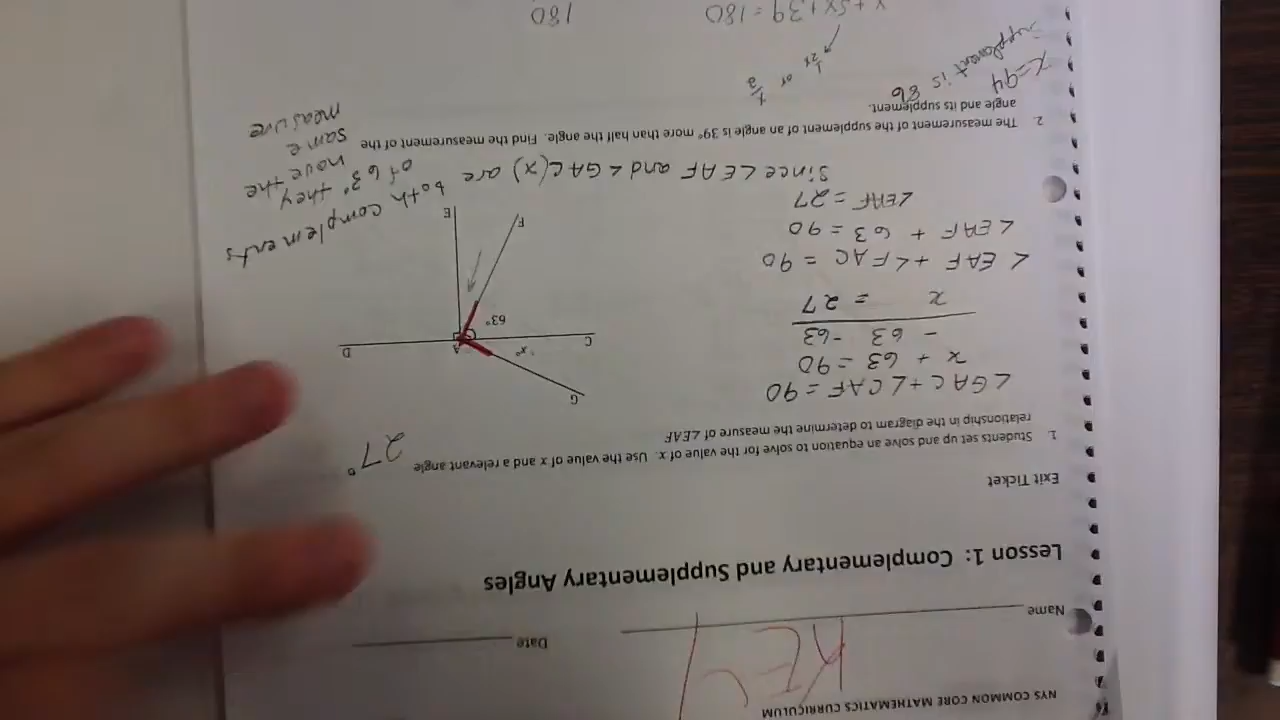 NYS COMMON CORE MATHEMATICS CURRICULUM
KEY
Name
Date
Lesson 1: Complementary and Supplementary Angles
Exit Ticket
1. Students set up and solve an equation to solve for the value of x. Use the value of x and a relevant angle
relationship in the diagram to determine the measure of ∠EAF
27°
∠GAC + ∠CAF = 90
x + 63 = 90
- 63 -63
x = 27
∠EAF + ∠FAC = 90
∠EAF + 63 = 90
∠EAF = 27
G
x°
C
A
D
63°
F
E
Since ∠EAF and ∠GAC (x) are both complements
of 63° they
have the
same
measure
2. The measurement of the supplement of an angle is 39° more than half the angle. Find the measurement of the
angle and its supplement.
x=94
supplement is 86
½x or x/2
180